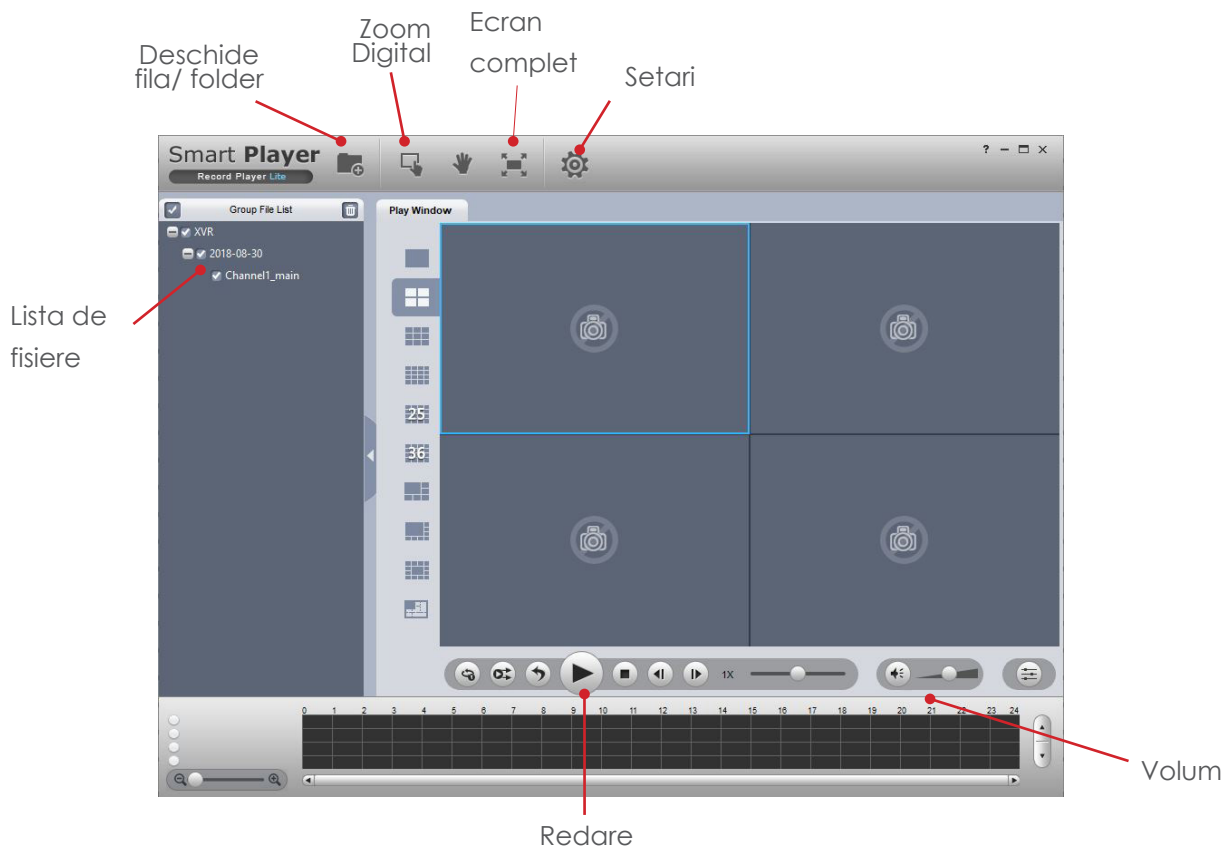 Deschide
fila/ folder
Zoom
Digital
Ecran
complet
Setari
Smart Player
Record Player Lite
? – □ ×
Group File List
Play Window
XVR
2018-08-30
Channel1_main
Lista de
fisiere
25
36
1X
0 1 2 3 4 5 6 7 8 9 10 11 12 13 14 15 16 17 18 19 20 21 22 23 24
Volum
Redare